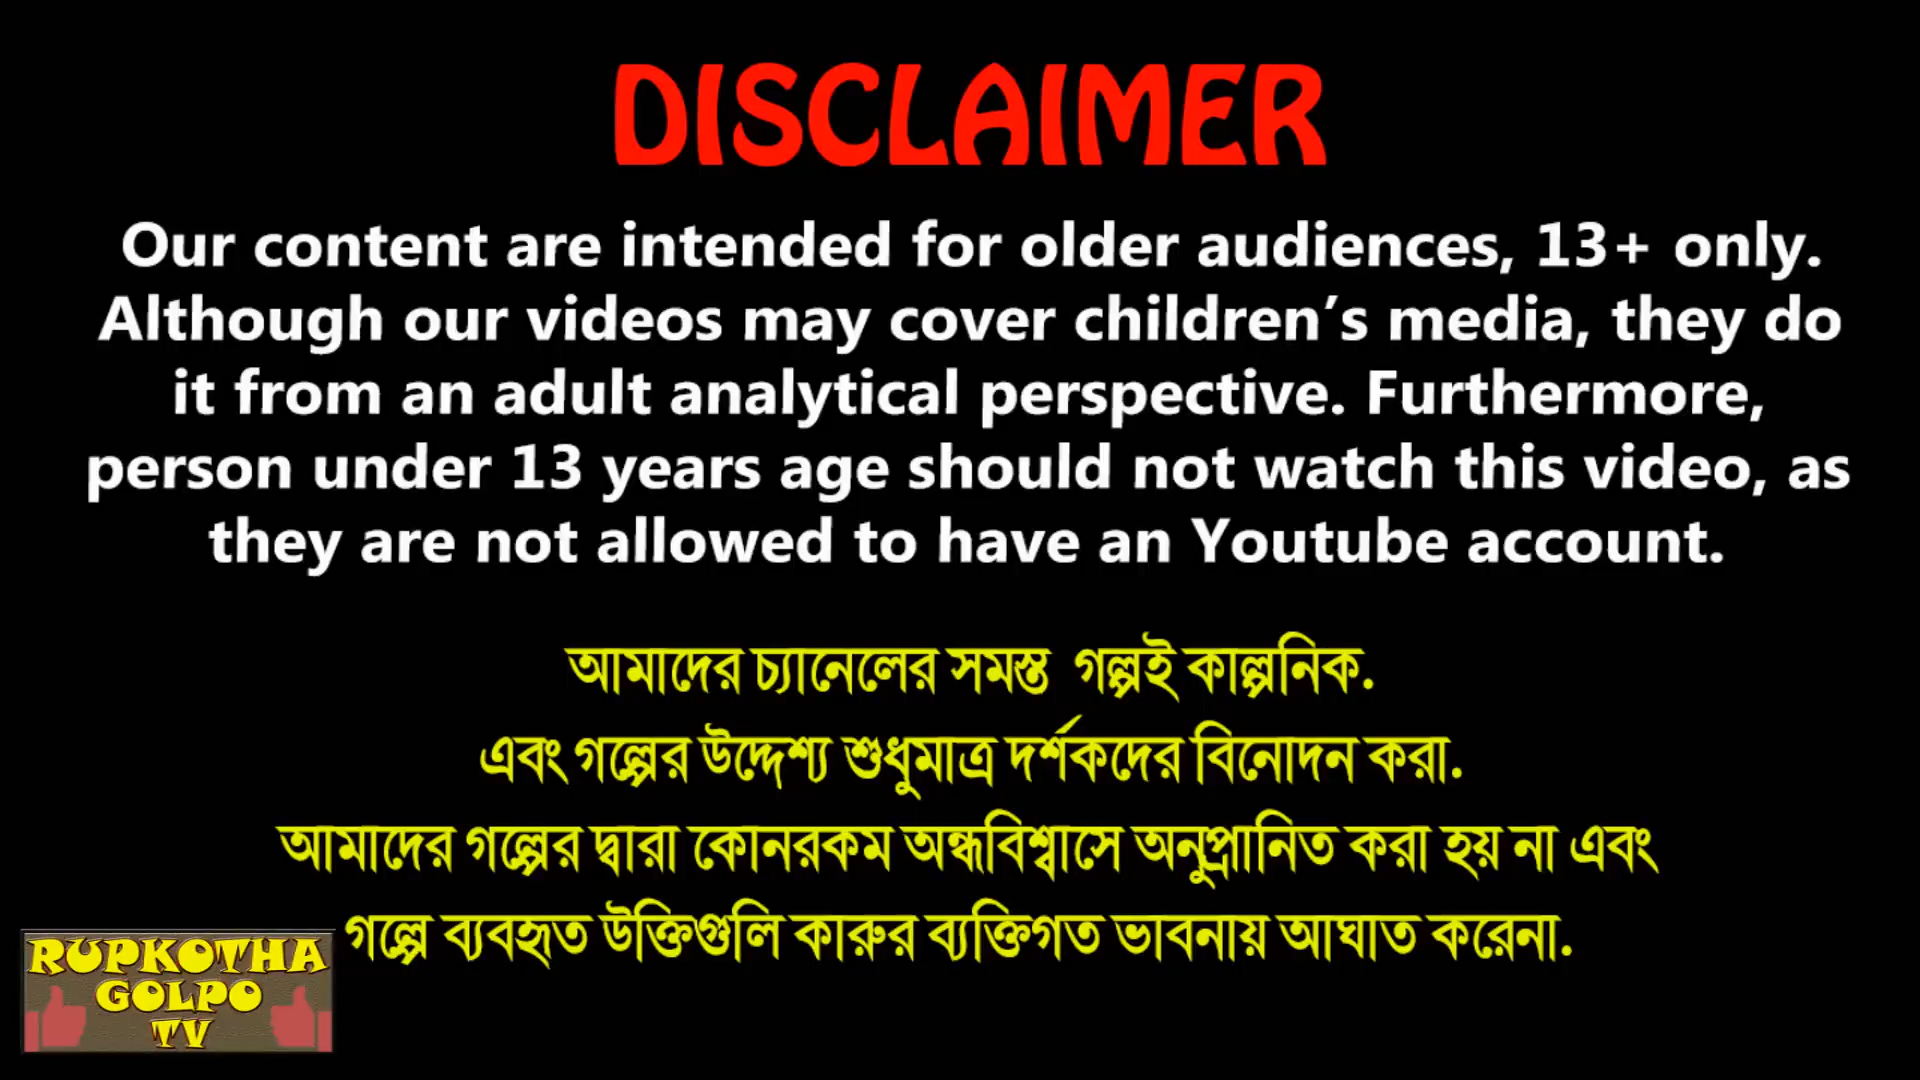 DISCLAIMER
Our content are intended for older audiences, 13+ only.
Although our videos may cover children’s media, they do
it from an adult analytical perspective. Furthermore,
person under 13 years age should not watch this video, as
they are not allowed to have an Youtube account.
আমাদের চ্যানেলের সমস্ত গল্পই কাল্পনিক.
এবং গল্পের উদ্দেশ্য শুধুমাত্র দর্শকদের বিনোদন করা.
আমাদের গল্পের দ্বারা কোনরকম অন্ধবিশ্বাসে অনুপ্রানিত করা হয় না এবং
গল্পে ব্যবহৃত উক্তিগুলি কারুর ব্যক্তিগত ভাবনায় আঘাত করেনা.
RUPKOTHA
GOLPO
TV